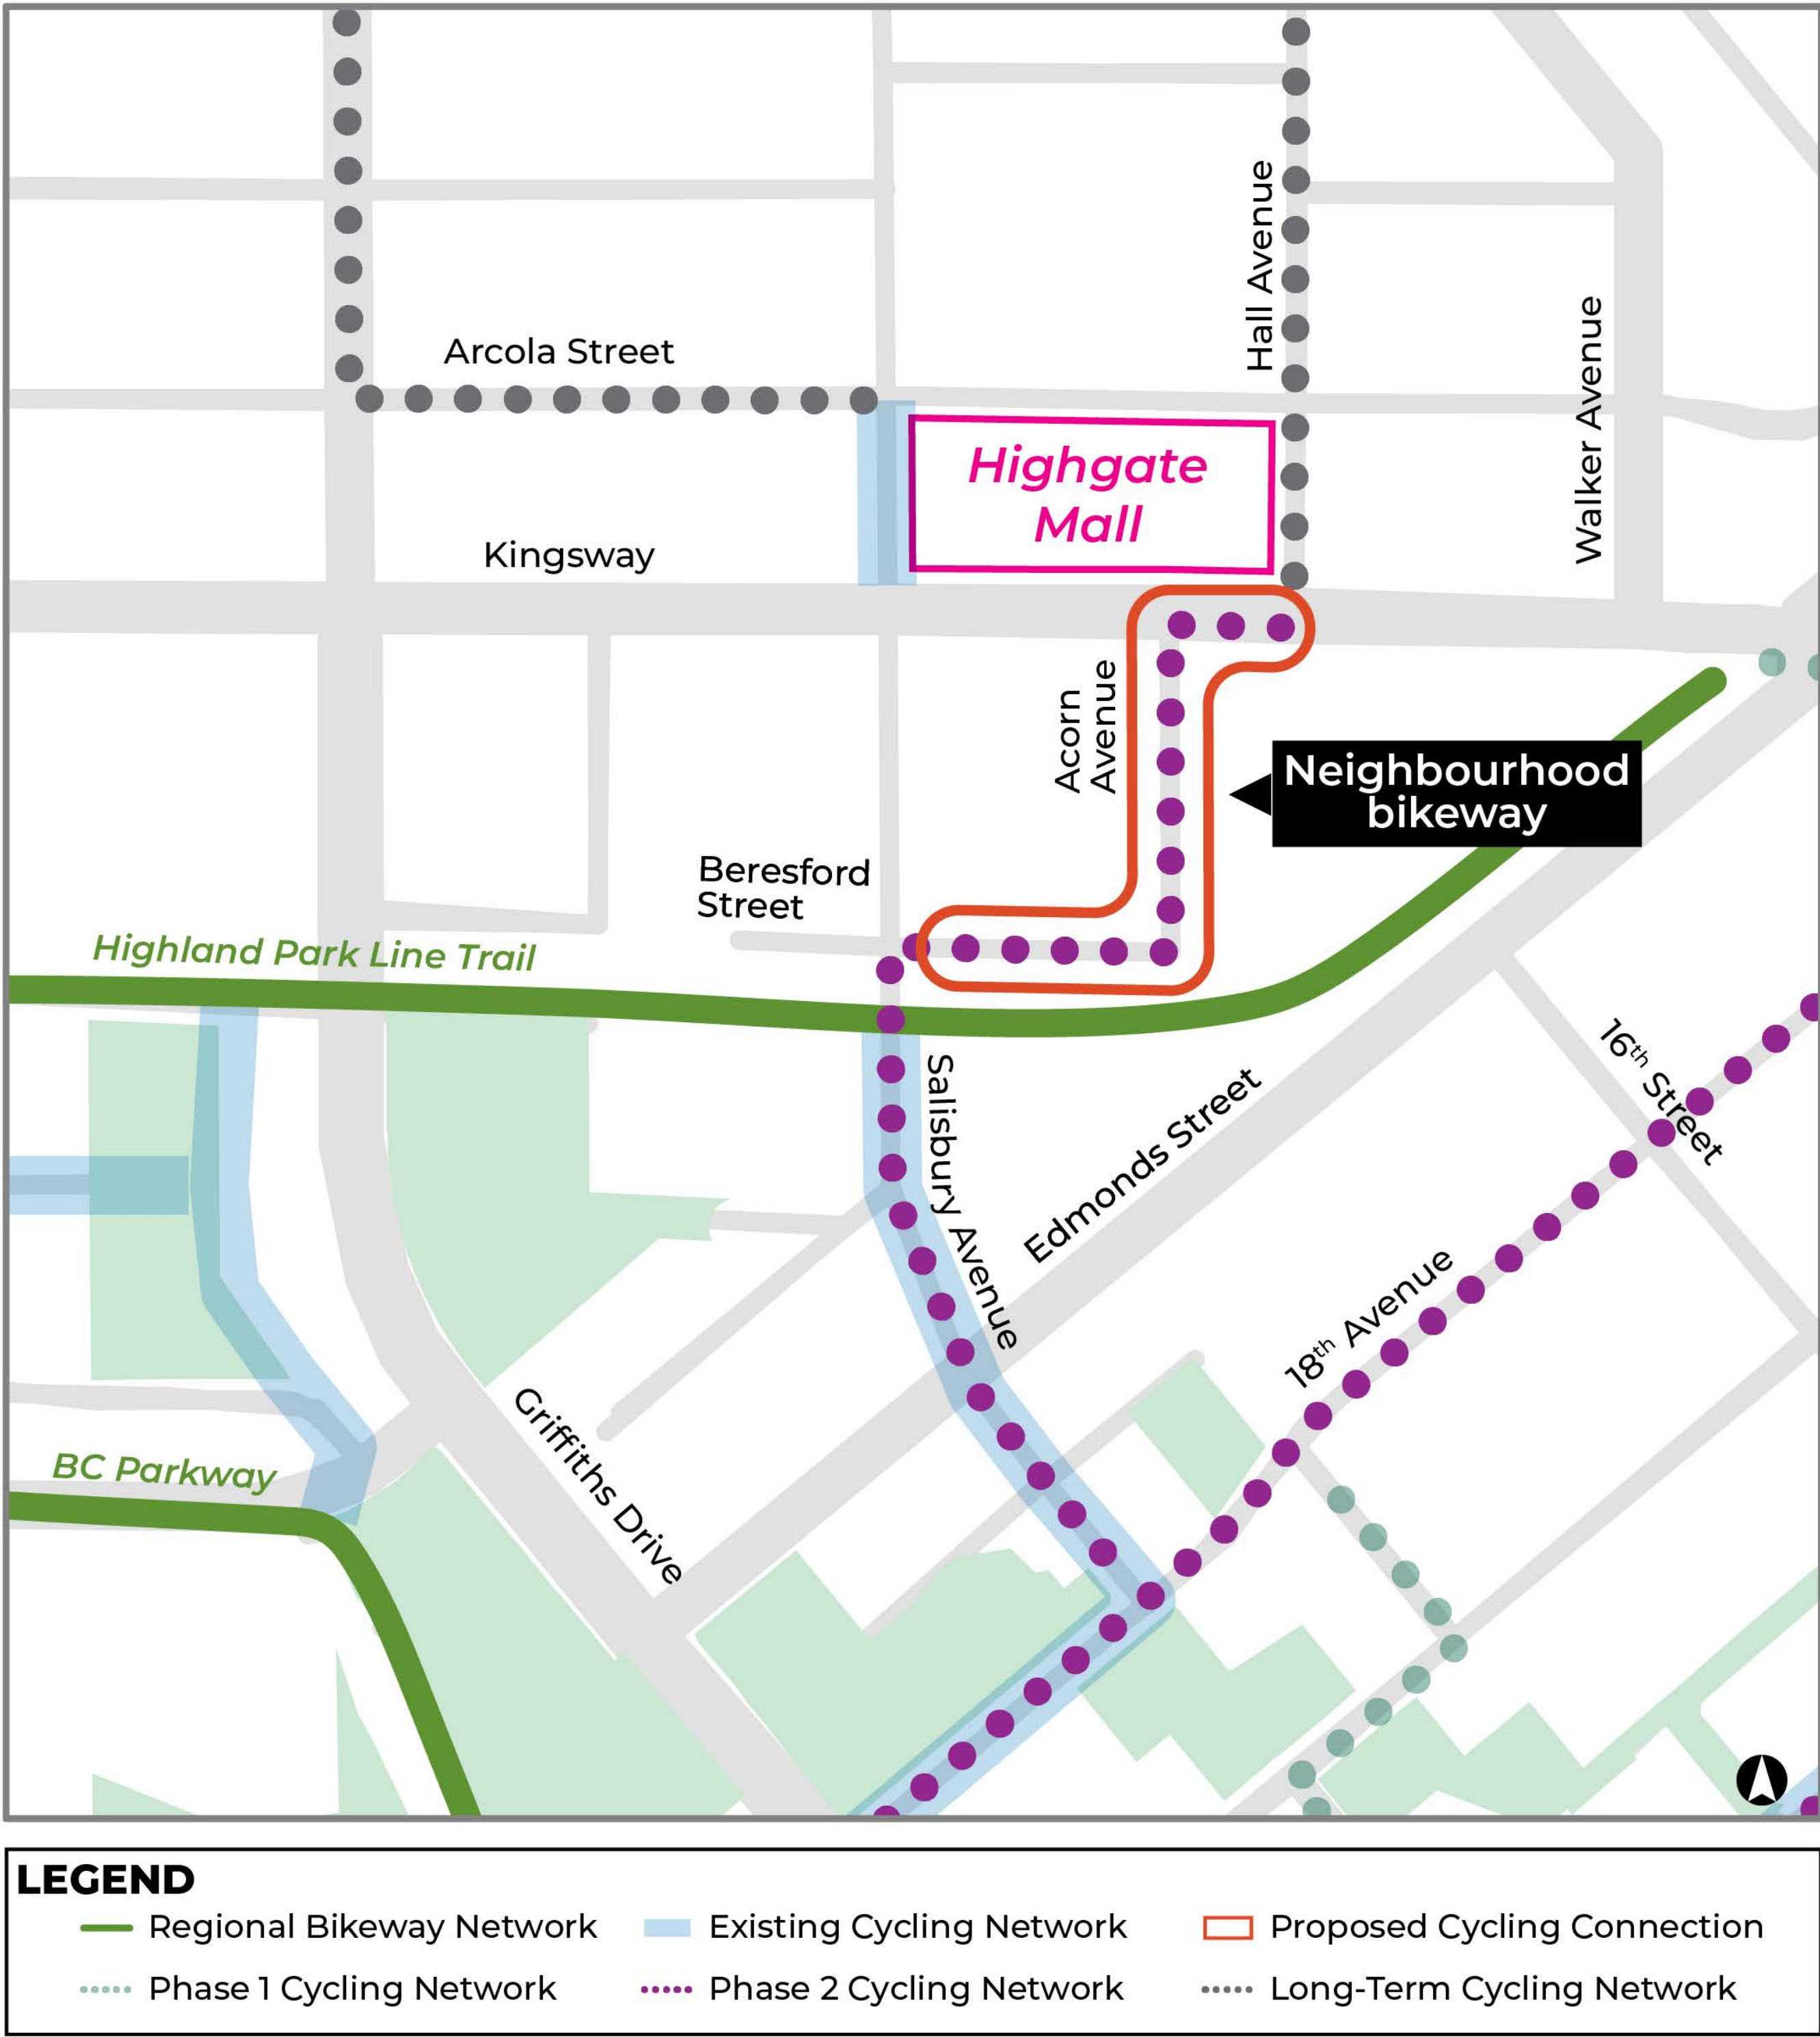 Hall Avenue
Walker Avenue
Arcola Street
Highgate
Mall
Kingsway
Acorn
Avenue
Neighbourhood
bikeway
Beresford
Street
Highland Park Line Trail
Salisbury Avenue
Edmonds Street
16th Street
18th Avenue
Griffiths Drive
BC Parkway
LEGEND
Regional Bikeway Network
Existing Cycling Network
Proposed Cycling Connection
Phase 1 Cycling Network
Phase 2 Cycling Network
Long-Term Cycling Network